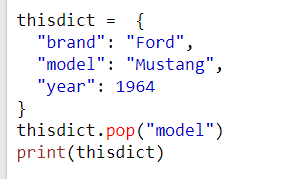 thisdict =  {
  "brand": "Ford",
  "model": "Mustang",
  "year": 1964
}
thisdict.pop("model")
print(thisdict)